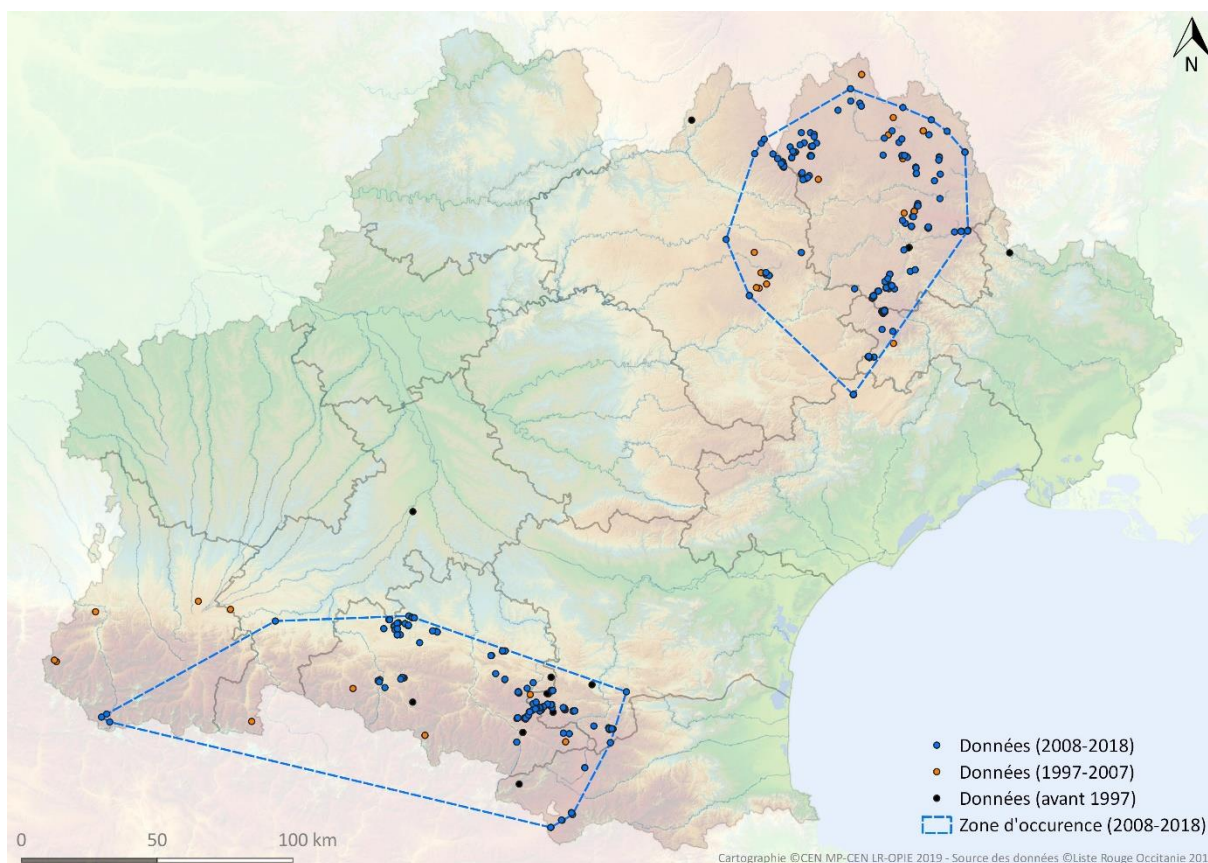 N
Données (2008-2018)
Données (1997-2007)
Données (avant 1997)
Zone d'occurence (2008-2018)
0 50 100 km
Cartographie ©CEN MP-CEN LR-OPIE 2019 - Source des données ©Liste Rouge Occitanie 201